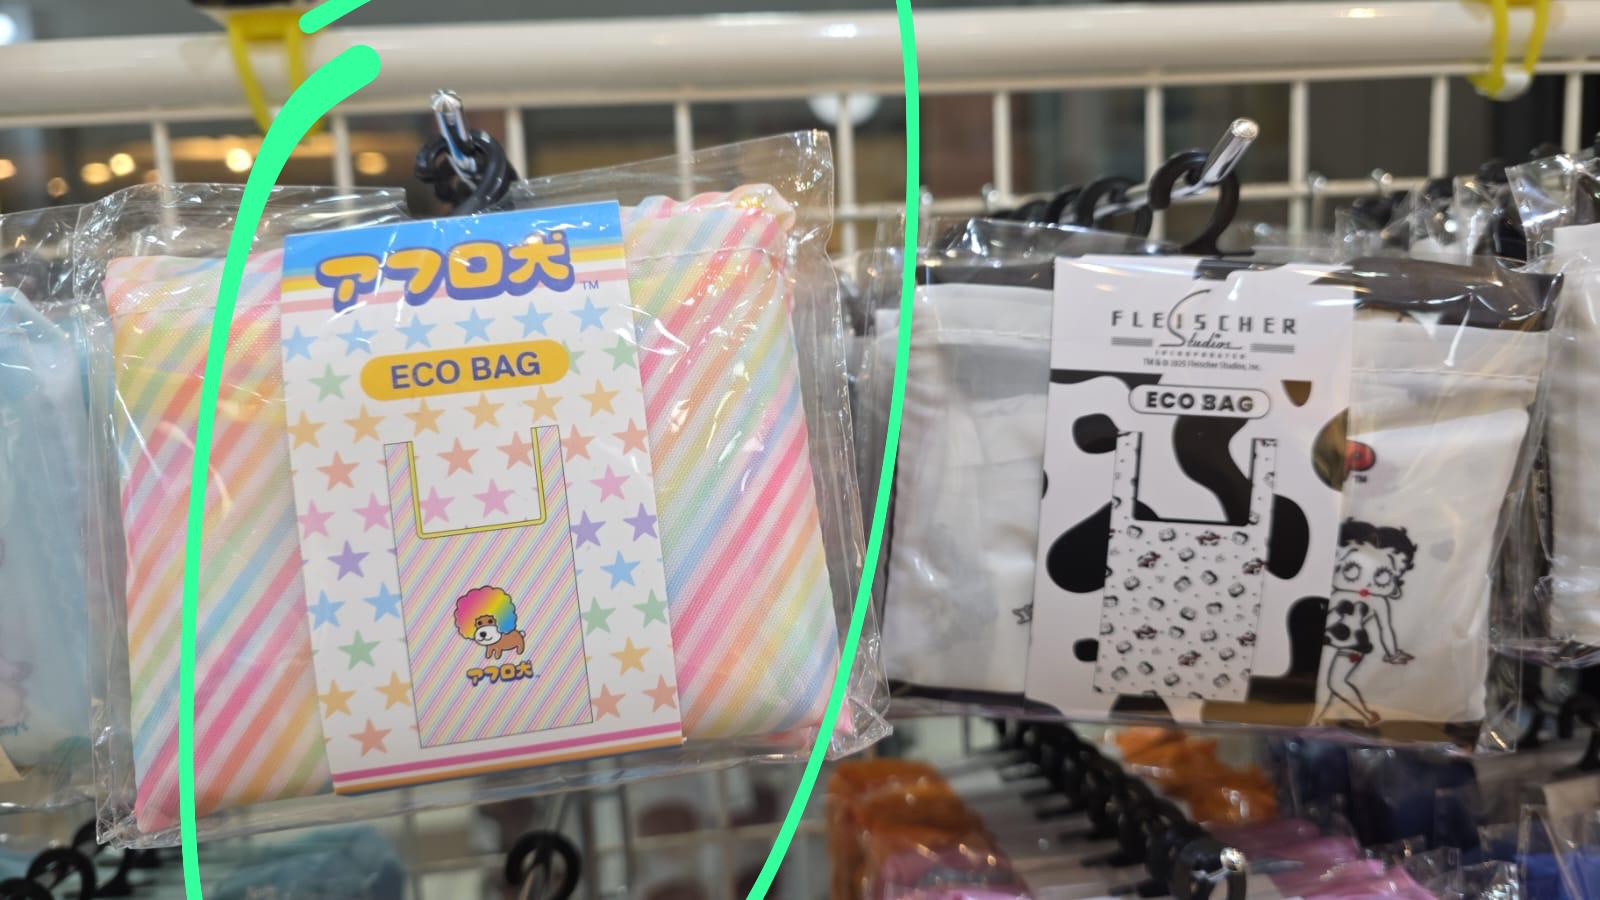 アフロ犬
TM
ECO BAG
アフロ犬
FLEISCHER
Studios
INCORPORATED
TM & © 2025 Fleischer Studios, Inc.
ECO BAG
TM